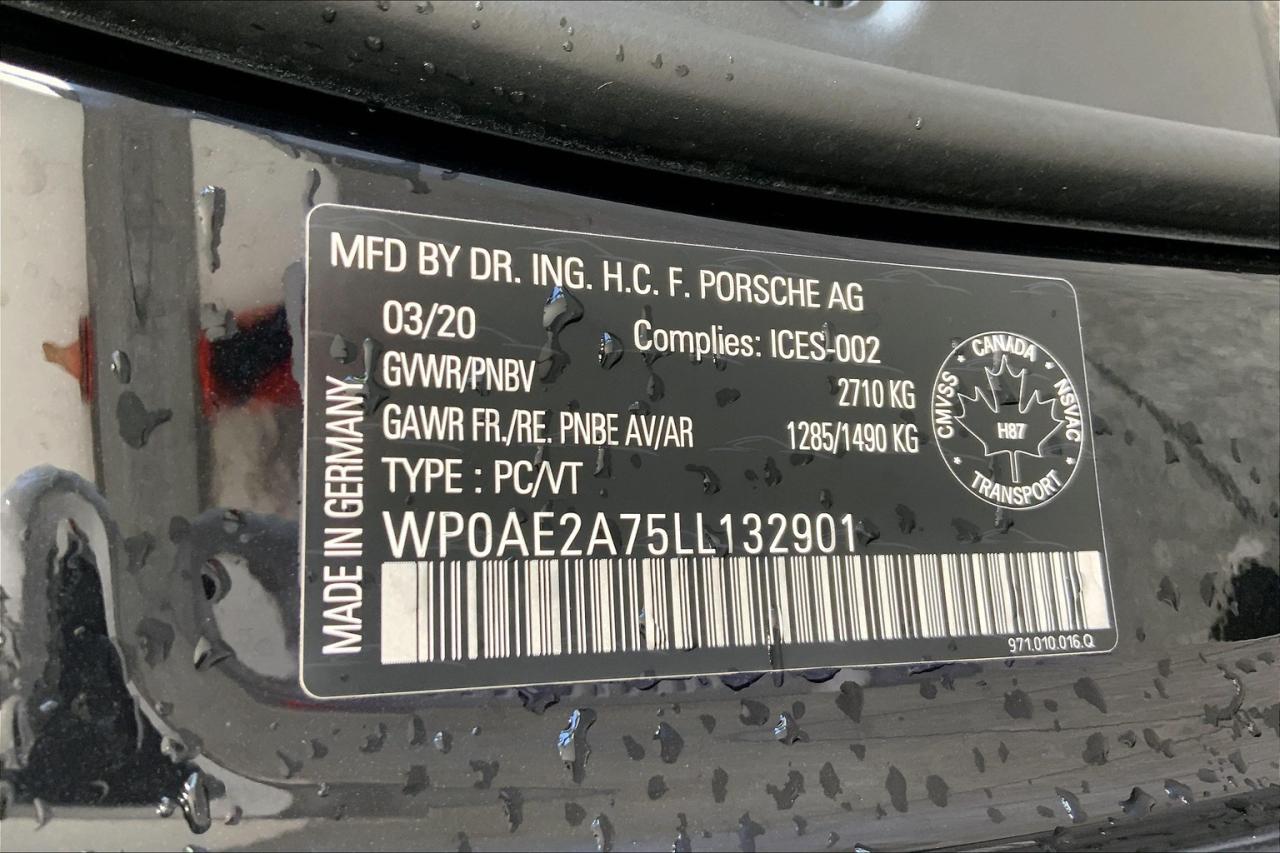 MFD BY DR. ING. H.C. F. PORSCHE AG
03/20 Complies: ICES-002
GVWR/PNBV 2710 KG
GAWR FR./RE. PNBE AV/AR 1285/1490 KG
TYPE : PC/VT
WP0AE2A75LL132901
971.010.016.Q
MADE IN GERMANY
CANADA
CMVSS
NSVAC
H87
TRANSPORT